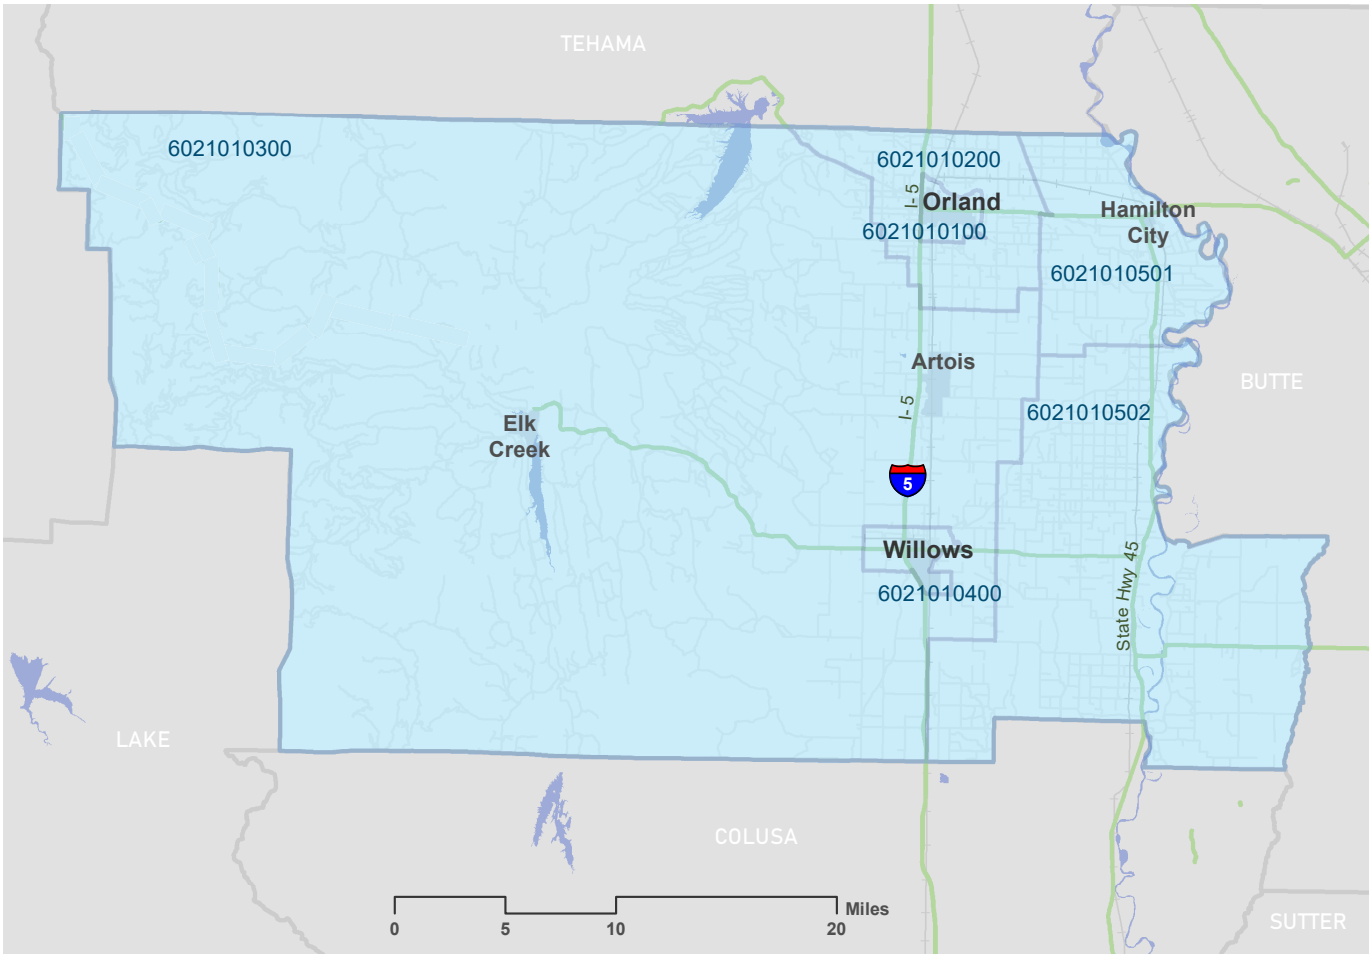 TEHAMA
6021010300
6021010200
I-5
Orland
Hamilton
City
6021010100
6021010501
Artois
BUTTE
I-5
6021010502
Elk
Creek
5
Willows
State Hwy 45
6021010400
LAKE
COLUSA
Miles
0 5 10 20
SUTTER